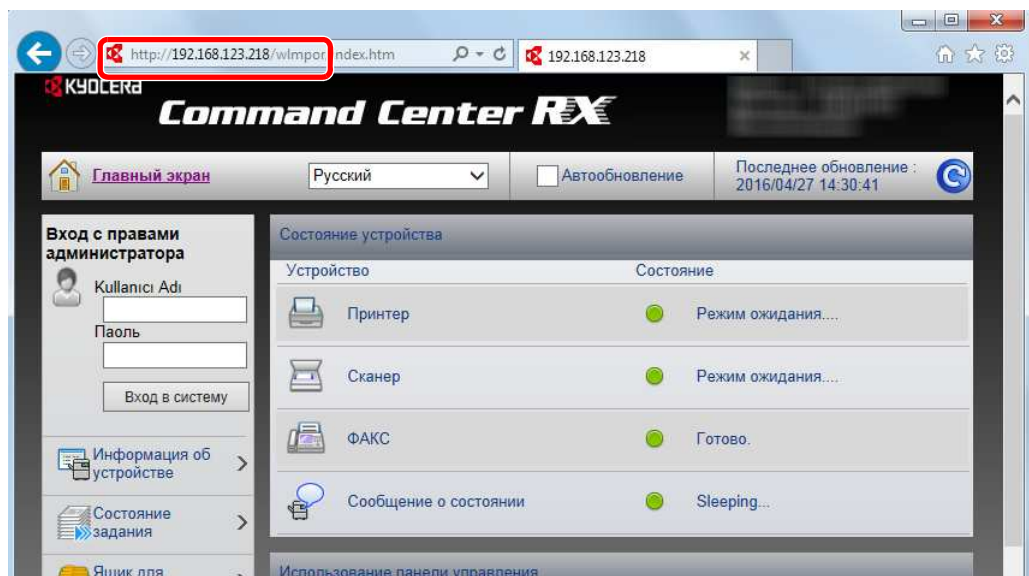 http://192.168.123.218/wlmpor ndex.htm
192.168.123.218
KYOCERA
Command Center RX
Главный экран
Русский
Автообновление
Последнее обновление :
2016/04/27 14:30:41
Вход с правами
администратора
Kullanıcı Adı
Паоль
Вход в систему
Информация об
устройстве
Состояние
задания
Ящик для
Состояние устройства
Устройство Состояние
Принтер Режим ожидания....
Сканер Режим ожидания....
ФАКС Готово.
Сообщение о состоянии Sleeping...
Использование панели управления